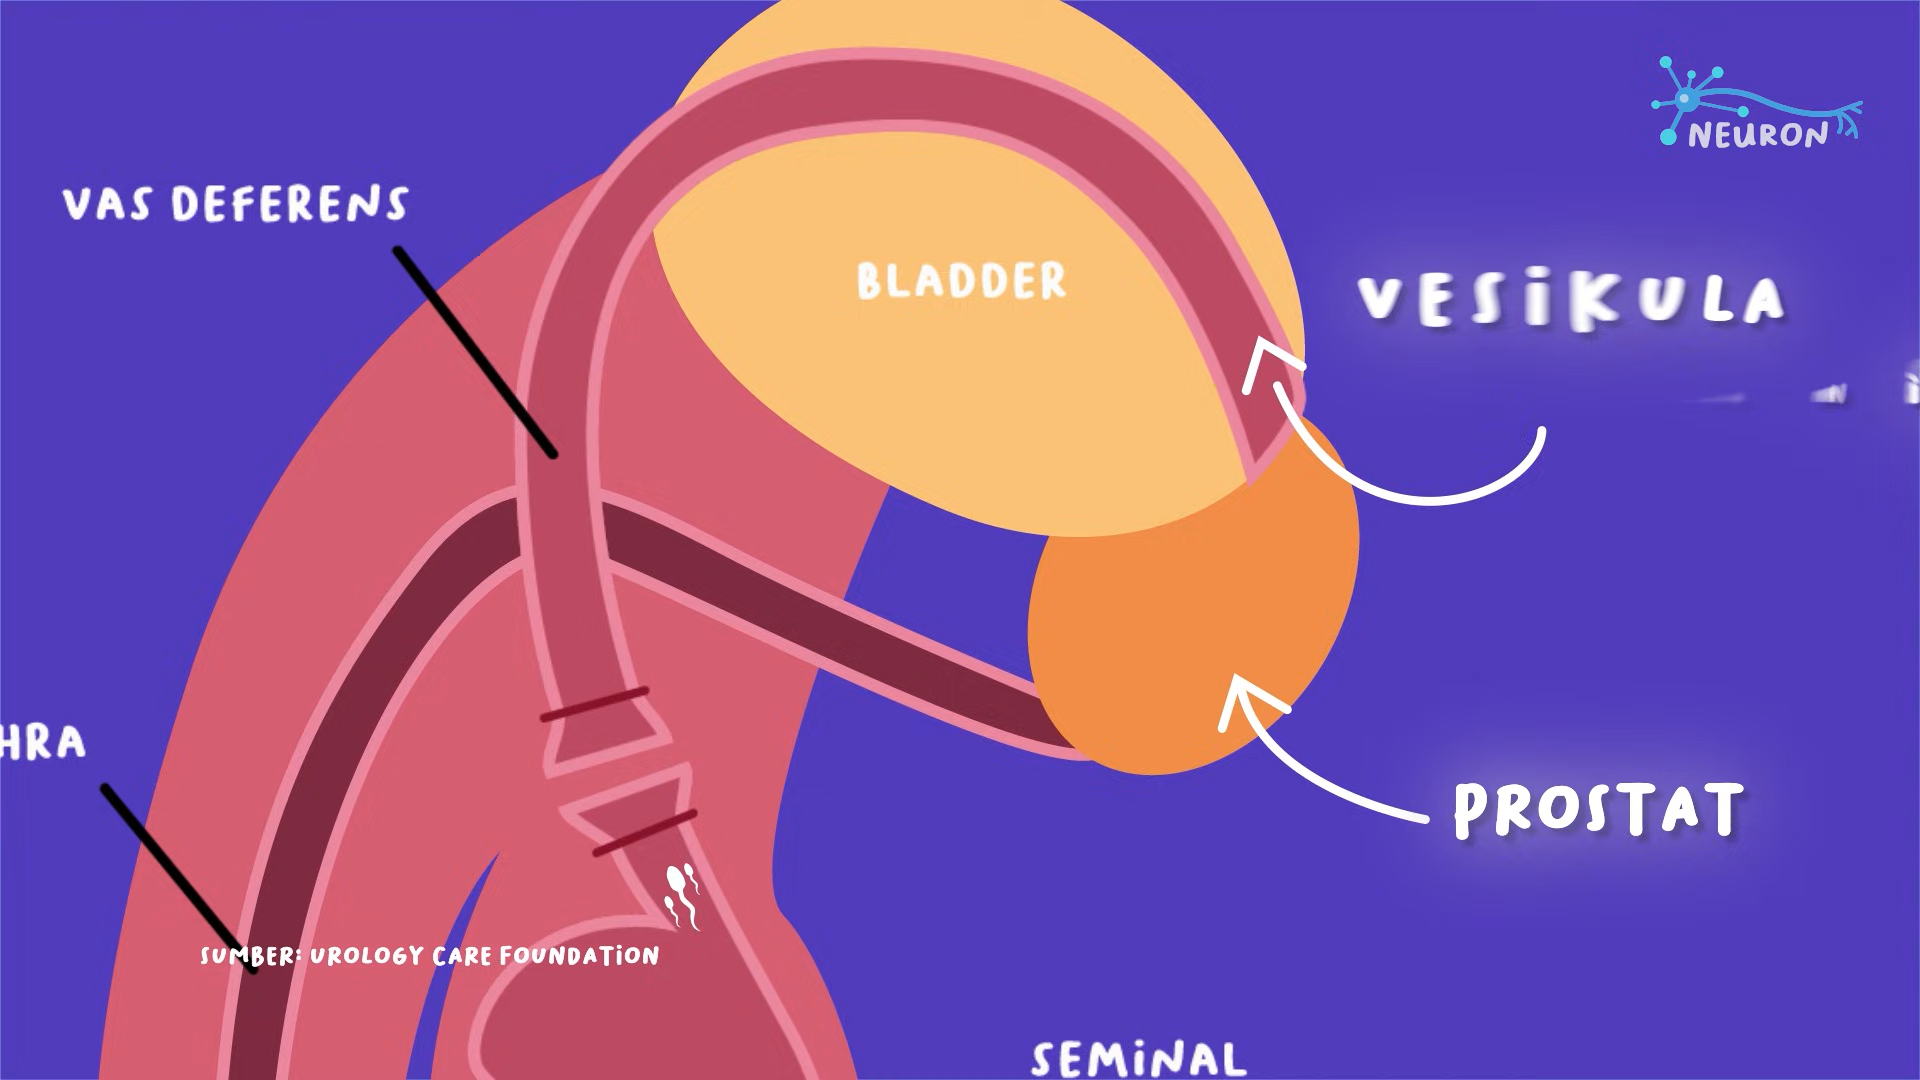 NEURON
VAS DEFERENS
BLADDER
VESiKULA
HRA
PROSTAT
SUMBER: UROLOGY CARE FOUNDATiON
SEMiNAL